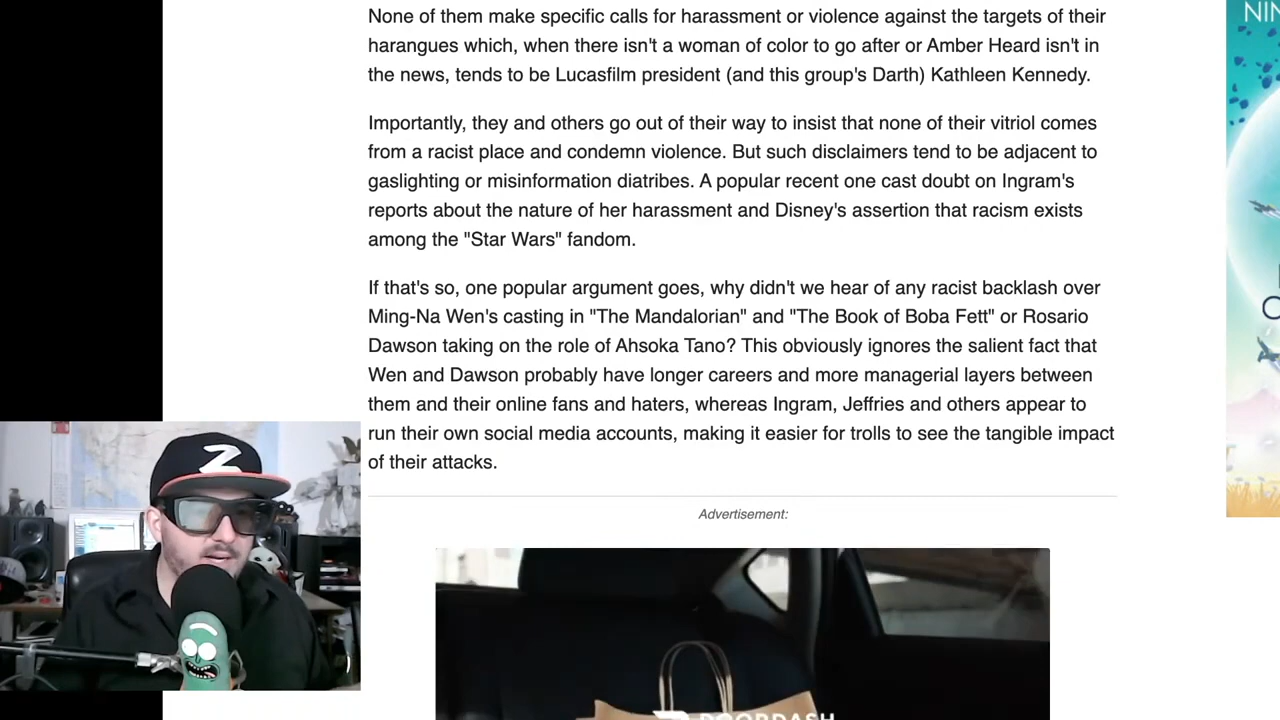 None of them make specific calls for harassment or violence against the targets of their
harangues which, when there isn't a woman of color to go after or Amber Heard isn't in
the news, tends to be Lucasfilm president (and this group's Darth) Kathleen Kennedy.
Importantly, they and others go out of their way to insist that none of their vitriol comes
from a racist place and condemn violence. But such disclaimers tend to be adjacent to
gaslighting or misinformation diatribes. A popular recent one cast doubt on Ingram's
reports about the nature of her harassment and Disney's assertion that racism exists
among the "Star Wars" fandom.
If that's so, one popular argument goes, why didn't we hear of any racist backlash over
Ming-Na Wen's casting in "The Mandalorian" and "The Book of Boba Fett" or Rosario
Dawson taking on the role of Ahsoka Tano? This obviously ignores the salient fact that
Wen and Dawson probably have longer careers and more managerial layers between
them and their online fans and haters, whereas Ingram, Jeffries and others appear to
run their own social media accounts, making it easier for trolls to see the tangible impact
of their attacks.
Advertisement:
DOORDASH
Z